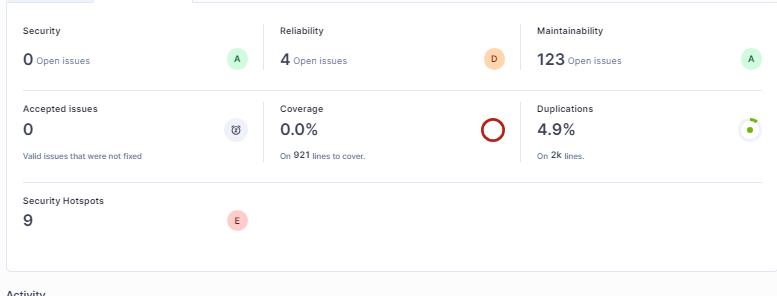 Security
0 Open issues
A
Reliability
4 Open issues
D
Maintainability
123 Open issues
A
Accepted issues
0
Valid issues that were not fixed
Coverage
0.0%
On 921 lines to cover.
Duplications
4.9%
On 2k lines.
Security Hotspots
9
E
Activity